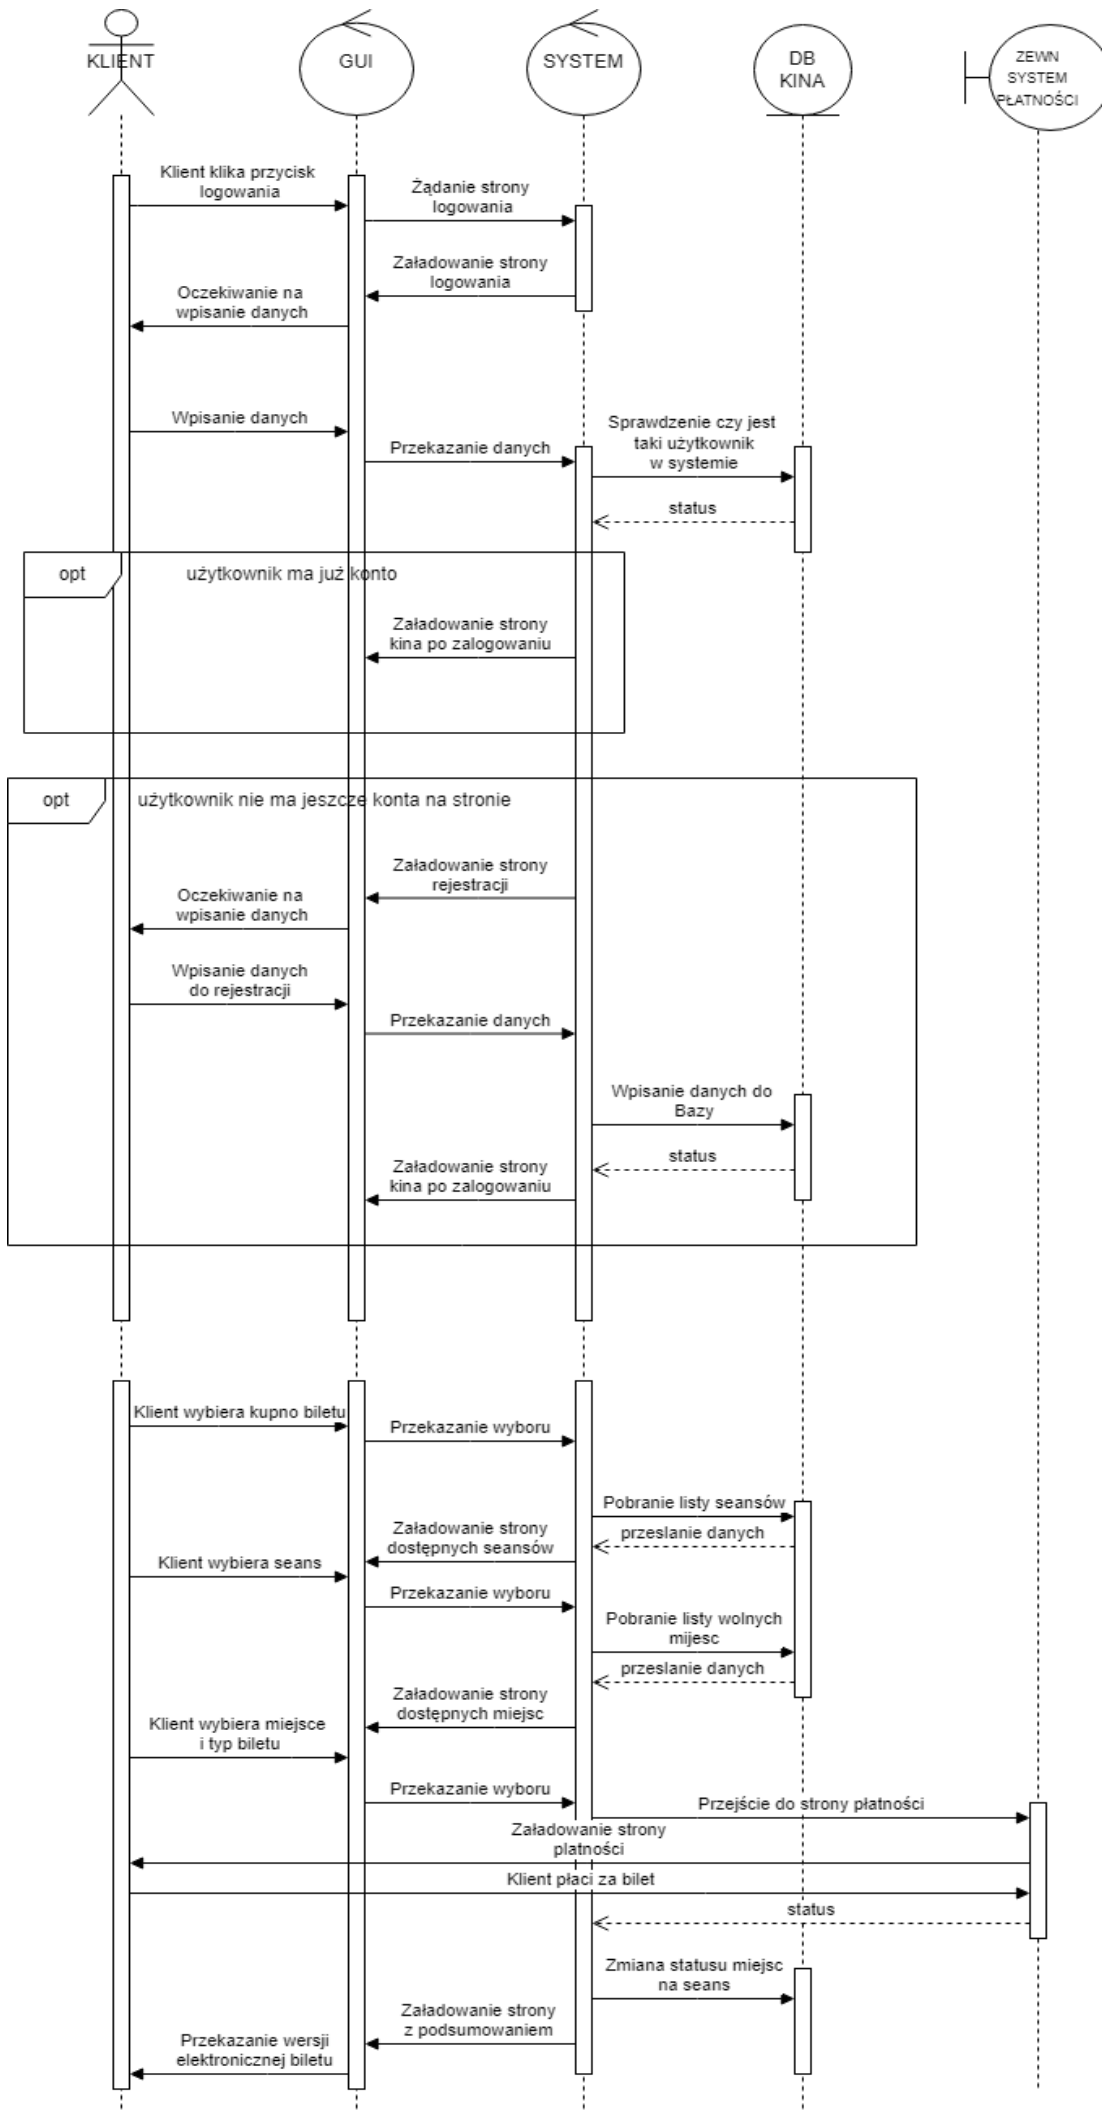 KLIENT
GUI
SYSTEM
DB
KINA
ZEWN
SYSTEM
PŁATNOŚCI
Klient klika przycisk
logowania
Żądanie strony
logowania
Załadowanie strony
logowania
Oczekiwanie na
wpisanie danych
Wpisanie danych
Przekazanie danych
Sprawdzenie czy jest
taki użytkownik
w systemie
status
opt
użytkownik ma już konto
Załadowanie strony
kina po zalogowaniu
opt
użytkownik nie ma jeszcze konta na stronie
Załadowanie strony
rejestracji
Oczekiwanie na
wpisanie danych
Wpisanie danych
do rejestracji
Przekazanie danych
Wpisanie danych do
Bazy
status
Załadowanie strony
kina po zalogowaniu
Klient wybiera kupno biletu
Przekazanie wyboru
Pobranie listy seansów
przeslanie danych
Załadowanie strony
dostępnych seansów
Klient wybiera seans
Przekazanie wyboru
Pobranie listy wolnych
mijesc
przeslanie danych
Załadowanie strony
dostępnych miejsc
Klient wybiera miejsce
i typ biletu
Przekazanie wyboru
Przejście do strony płatności
Załadowanie strony
platności
Klient płaci za bilet
status
Zmiana statusu miejsc
na seans
Załadowanie strony
z podsumowaniem
Przekazanie wersji
elektronicznej biletu